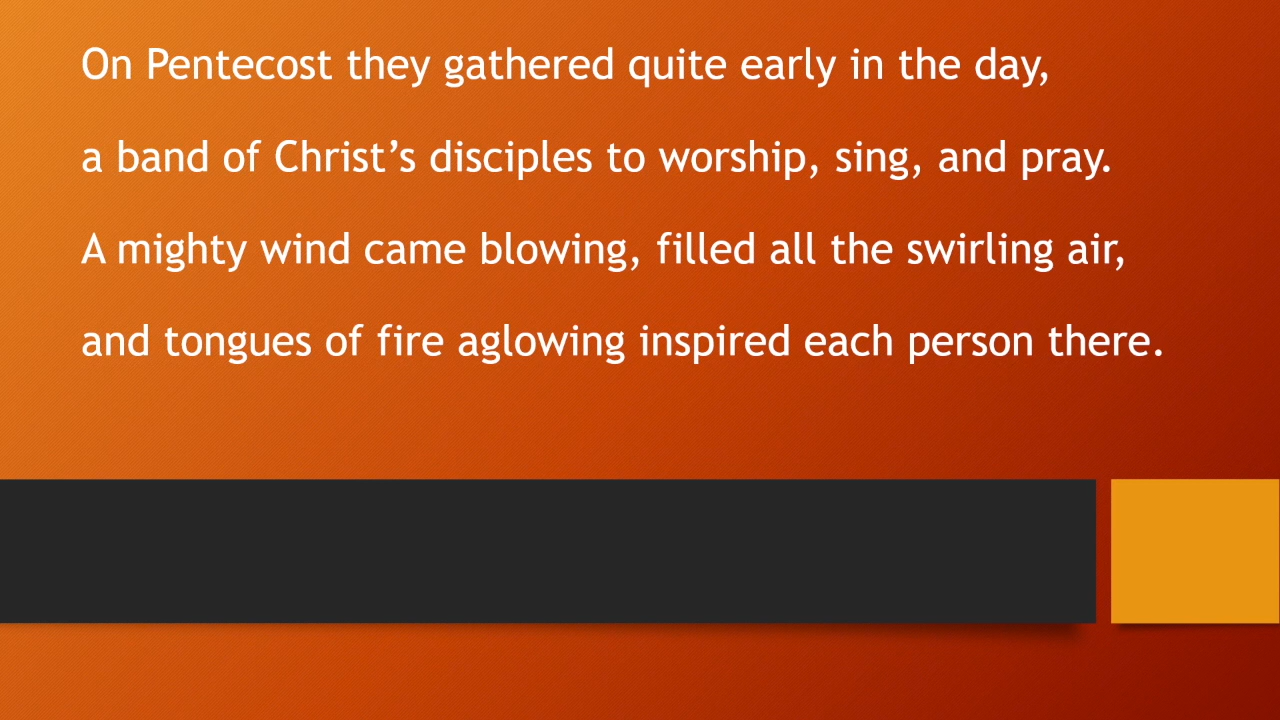 On Pentecost they gathered quite early in the day,
a band of Christ’s disciples to worship, sing, and pray.
A mighty wind came blowing, filled all the swirling air,
and tongues of fire aglowing inspired each person there.